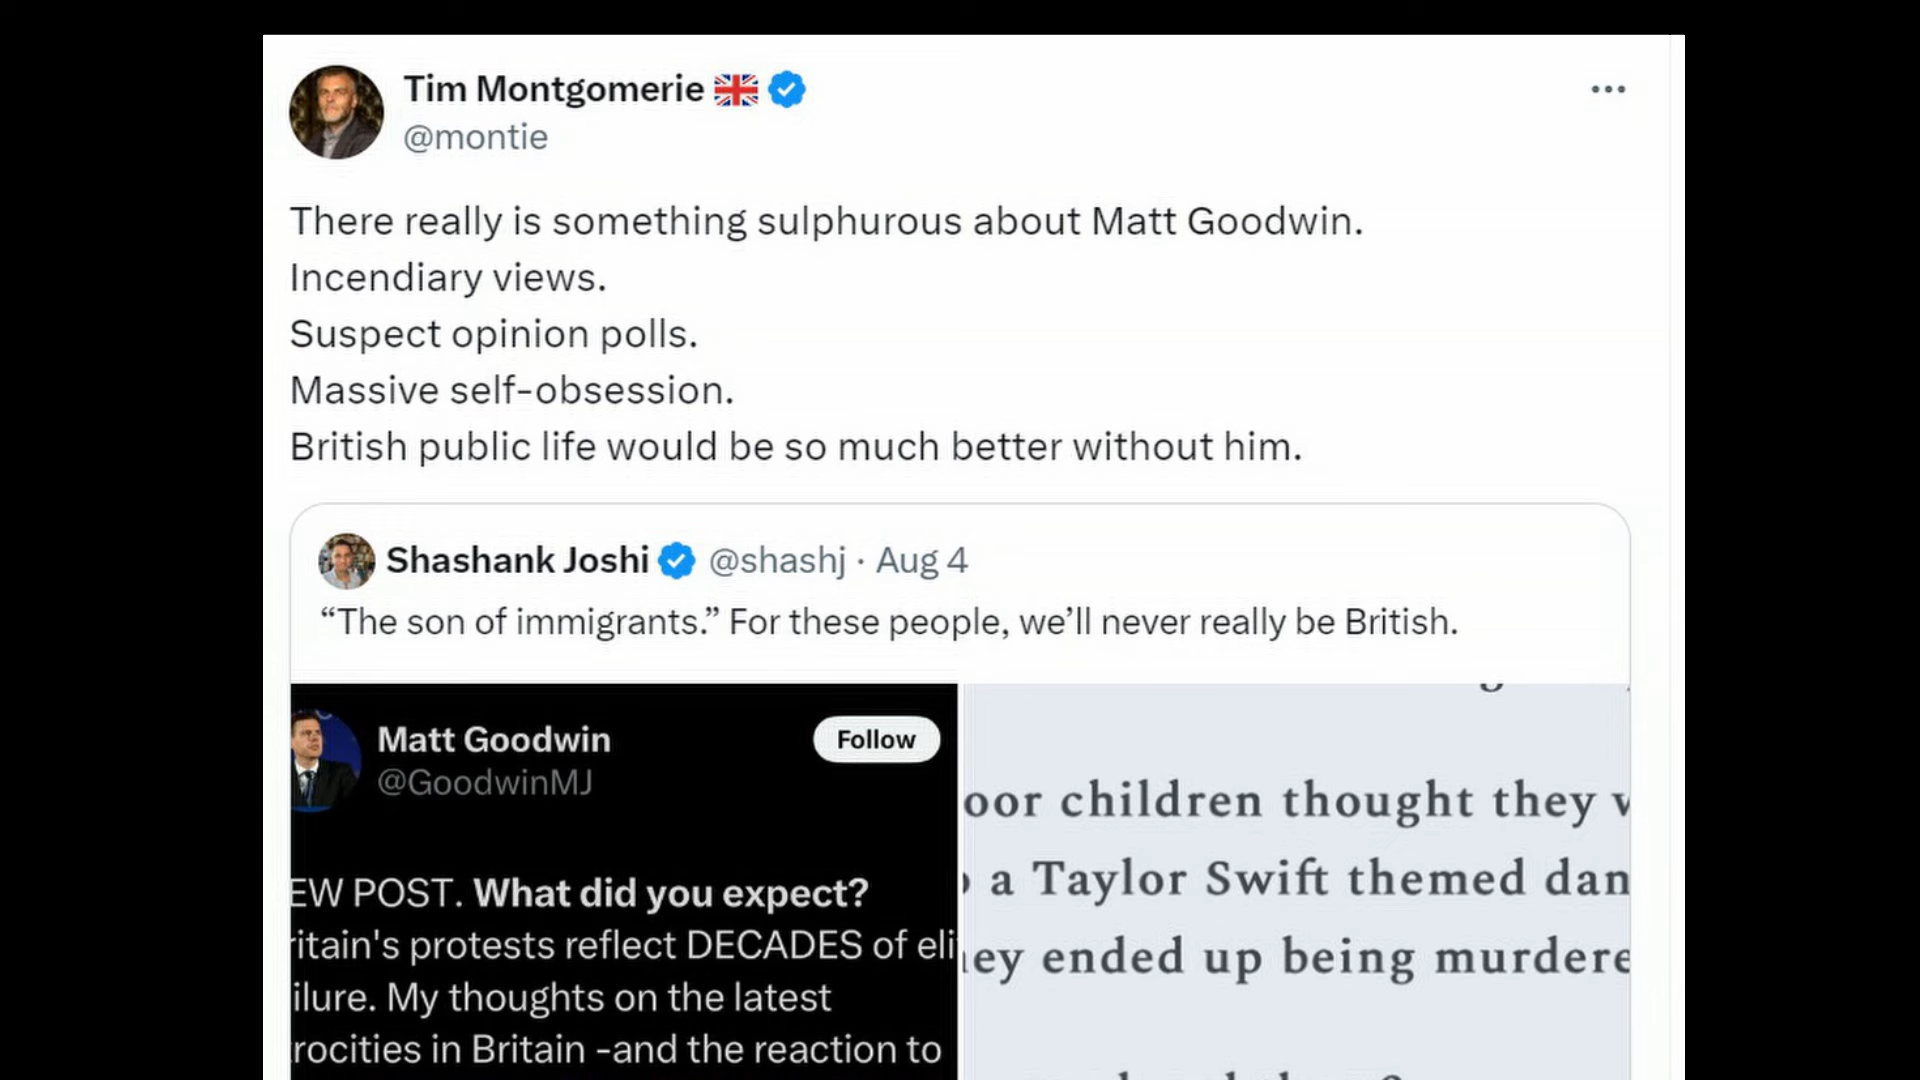 Tim Montgomerie
@montie
There really is something sulphurous about Matt Goodwin.
Incendiary views.
Suspect opinion polls.
Massive self-obsession.
British public life would be so much better without him.
Shashank Joshi @shashj · Aug 4
“The son of immigrants.” For these people, we’ll never really be British.
Matt Goodwin
@GoodwinMJ
Follow
EW POST. What did you expect?
ritain's protests reflect DECADES of eli
ilure. My thoughts on the latest
rocities in Britain -and the reaction to
oor children thought they w
a Taylor Swift themed dan
ey ended up being murdere